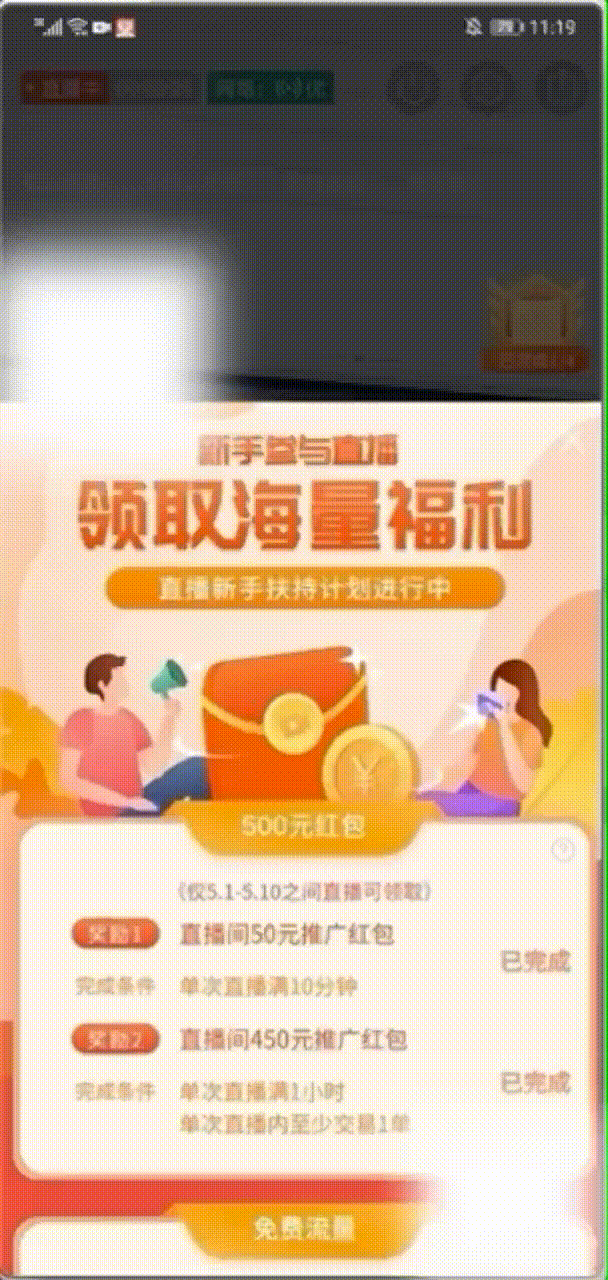 11:19
新手参与直播
领取海量福利
直播新手扶持计划进行中
500元红包
(仅5.1-5.10之间直播可领取)
奖励1 直播间50元推广红包
已完成
完成条件 单次直播满10分钟
奖励2 直播间450元推广红包
已完成
完成条件 单次直播满1小时
单次直播内至少交易1单
免费流量